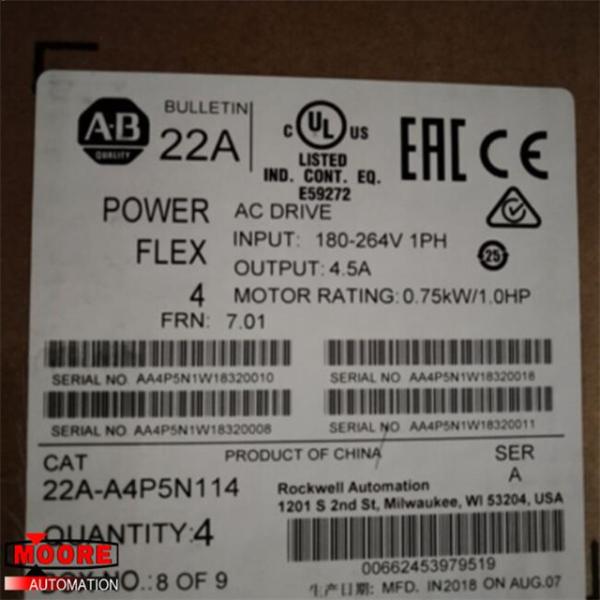 A·B
QUALITY
BULLETIN
22A
C UL US
LISTED
IND. CONT. EQ.
E59272
EAC CE
POWER
FLEX
4
FRN: 7.01
AC DRIVE
INPUT: 180-264V 1PH
OUTPUT: 4.5A
MOTOR RATING: 0.75kW/1.0HP
25
SERIAL NO AA4P5N1W18320010
SERIAL NO AA4P5N1W18320016
SERIAL NO AA4P5N1W18320008
SERIAL NO AA4P5N1W18320011
CAT
22A-A4P5N114
PRODUCT OF CHINA
SER
A
Rockwell Automation
1201 S 2nd St, Milwaukee, WI 53204, USA
QUANTITY: 4
00662453979519
NO.: 8 OF 9
生产日期: MFD. IN2018 ON AUG.07
MOORE
AUTOMATION